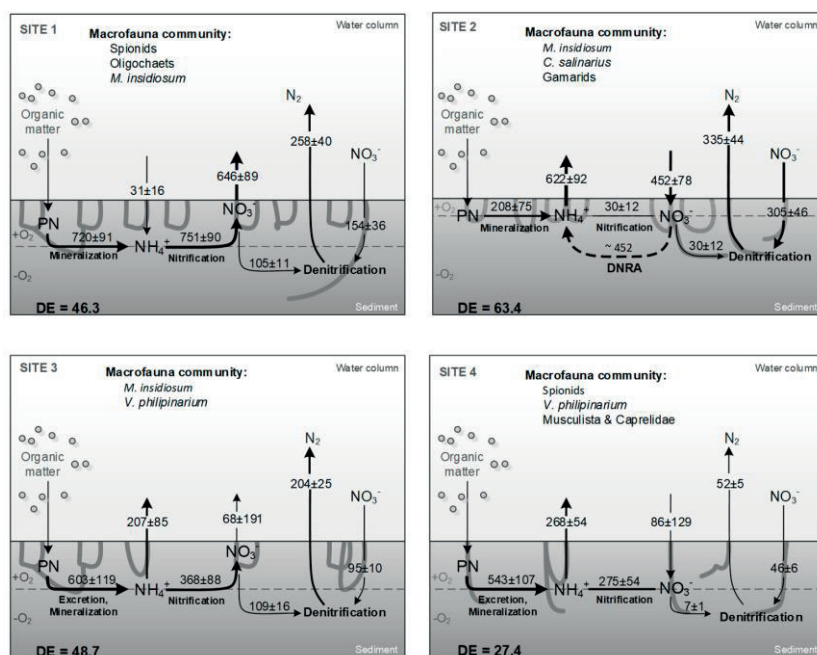 SITE 1
Macrofauna community:
Water column
Spionids
Oligochaets
M. insidiosum
Organic
matter
N₂
NO₃⁻
258±40
646±89
31±16
NO₃⁻
PN
154±36
+O₂
720±91
NH₄⁺
751±90
Mineralization
Nitrification
105±11
Denitrification
-O₂
DE = 46.3
Sediment
SITE 2
Macrofauna community:
Water column
M. insidiosum
C. salinarius
Gamarids
Organic
matter
N₂
NO₃⁻
335±44
622±92
452±78
+O₂
PN
208±75
NH₄⁺
30±12
NO₃⁻
305±46
Mineralization
Nitrification
~ 452
30±12
Denitrification
-O₂
DNRA
DE = 63.4
Sediment
SITE 3
Macrofauna community:
Water column
M. insidiosum
V. philipinarium
Organic
matter
N₂
NO₃⁻
204±25
207±85
68±191
NO₃⁻
PN
95±10
+O₂
603±119
NH₄⁺
368±88
Excretion,
Mineralization
Nitrification
109±16
Denitrification
-O₂
DE = 48.7
Sediment
SITE 4
Macrofauna community:
Water column
Spionids
V. philipinarium
Musculista & Caprelidae
Organic
matter
N₂
NO₃⁻
52±5
268±54
86±129
PN
46±6
+O₂
543±107
NH₄⁺
275±54
NO₃⁻
Excretion,
Mineralization
Nitrification
7±1
Denitrification
-O₂
DE = 27.4
Sediment